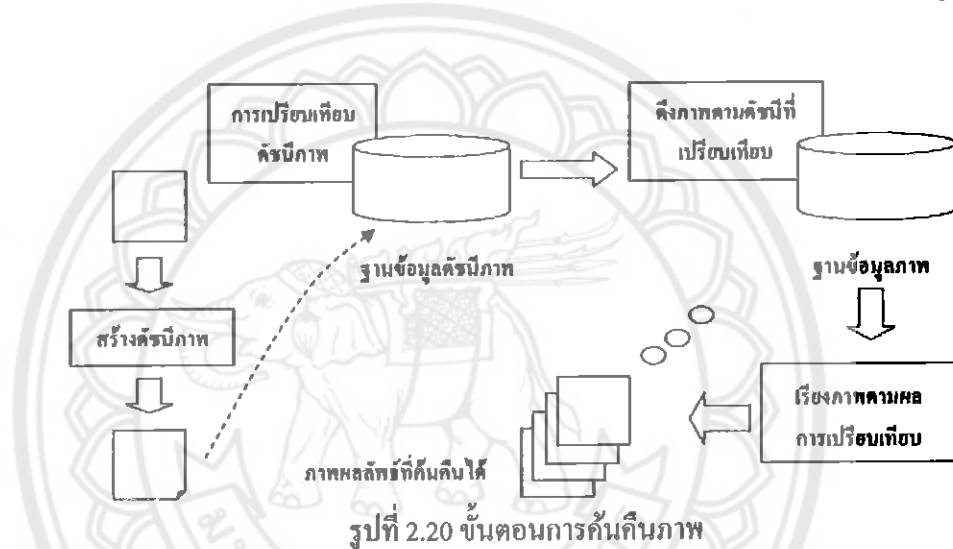 การเปรียบเทียบ
ดัชนีภาพ
ดึงภาพตามดัชนีที่
เปรียบเทียบ
ฐานข้อมูลดัชนีภาพ
ฐานข้อมูลภาพ
สร้างดัชนีภาพ
เรียงภาพตามผล
การเปรียบเทียบ
ภาพผลลัพธ์ที่ค้นคืนได้
รูปที่ 2.20 ขั้นตอนการค้นคืนภาพ